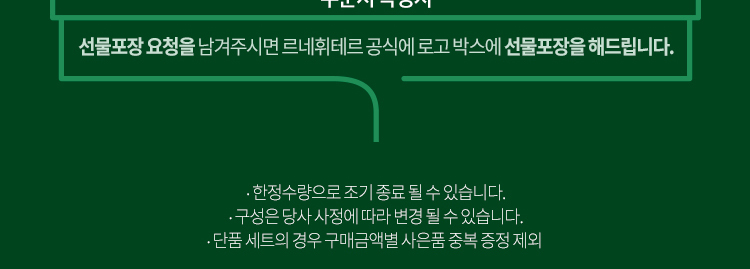 선물포장 요청을 남겨주시면 르네휘테르 공식에 로고 박스에 선물포장을 해드립니다.
· 한정수량으로 조기 종료 될 수 있습니다.
· 구성은 당사 사정에 따라 변경 될 수 있습니다.
· 단품 세트의 경우 구매금액별 사은품 중복 증정 제외